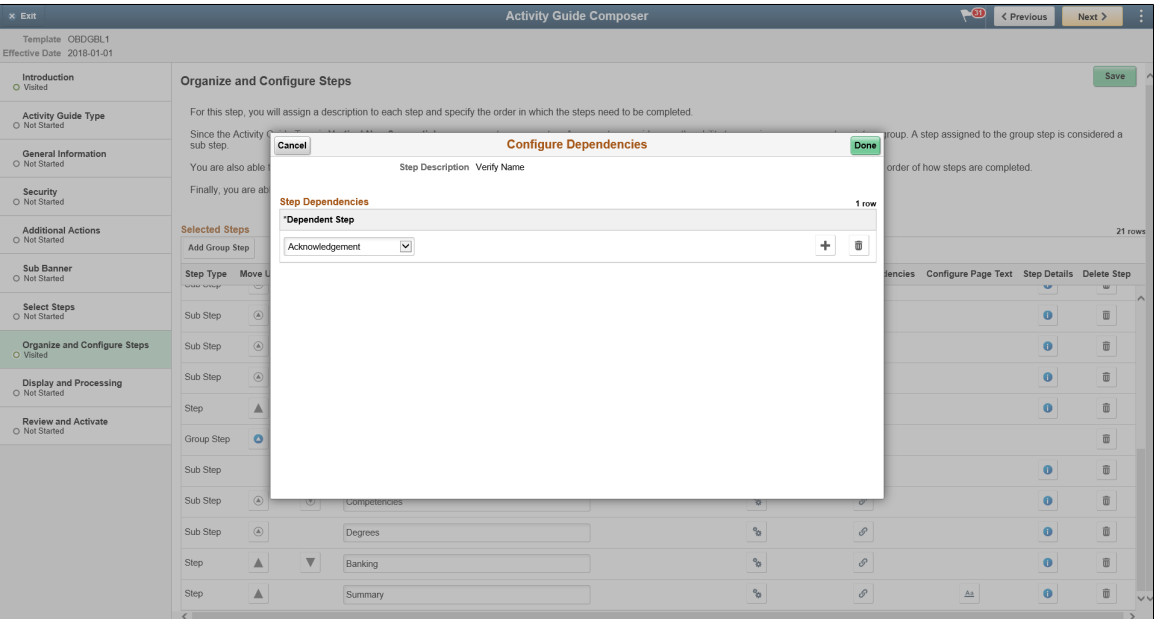 × Exit
Activity Guide Composer
31
Previous
Next
Template OBDGBL1
Effective Date 2018-01-01
Introduction
Visited
Activity Guide Type
Not Started
General Information
Not Started
Security
Not Started
Additional Actions
Not Started
Sub Banner
Not Started
Select Steps
Not Started
Organize and Configure Steps
Visited
Display and Processing
Not Started
Review and Activate
Not Started
Organize and Configure Steps
Save
For this step, you will assign a description to each step and specify the order in which the steps need to be completed.
Since the Activity
group. A step assigned to the group step is considered a
sub step.
You are also able
order of how steps are completed.
Finally, you are
Cancel
Configure Dependencies
Done
Step Description Verify Name
Step Dependencies
1 row
*Dependent Step
Acknowledgement
Selected Steps
21 rows
Add Group Step
Step Type Move
Configure Page Text Step Details Delete Step
Sub Step
Sub Step
Sub Step
Sub Step
Step
Group Step
Sub Step
Sub Step Competencies
Sub Step Degrees
Step Banking
Step Summary Aa